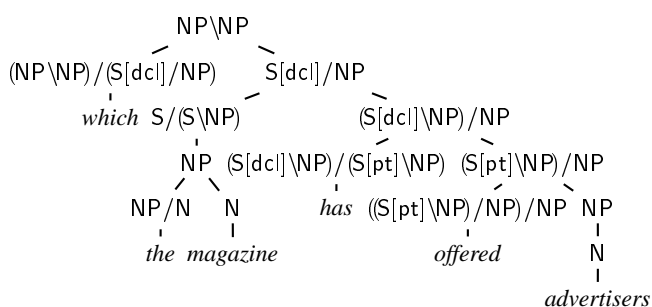 NP\NP
(NP\NP)/(S[dcl]/NP) S[dcl]/NP
which S/(S\NP) (S[dcl]\NP)/NP
NP (S[dcl]\NP)/(S[pt]\NP) (S[pt]\NP)/NP
NP/N N has ((S[pt]\NP)/NP)/NP NP
the magazine offered N
advertisers